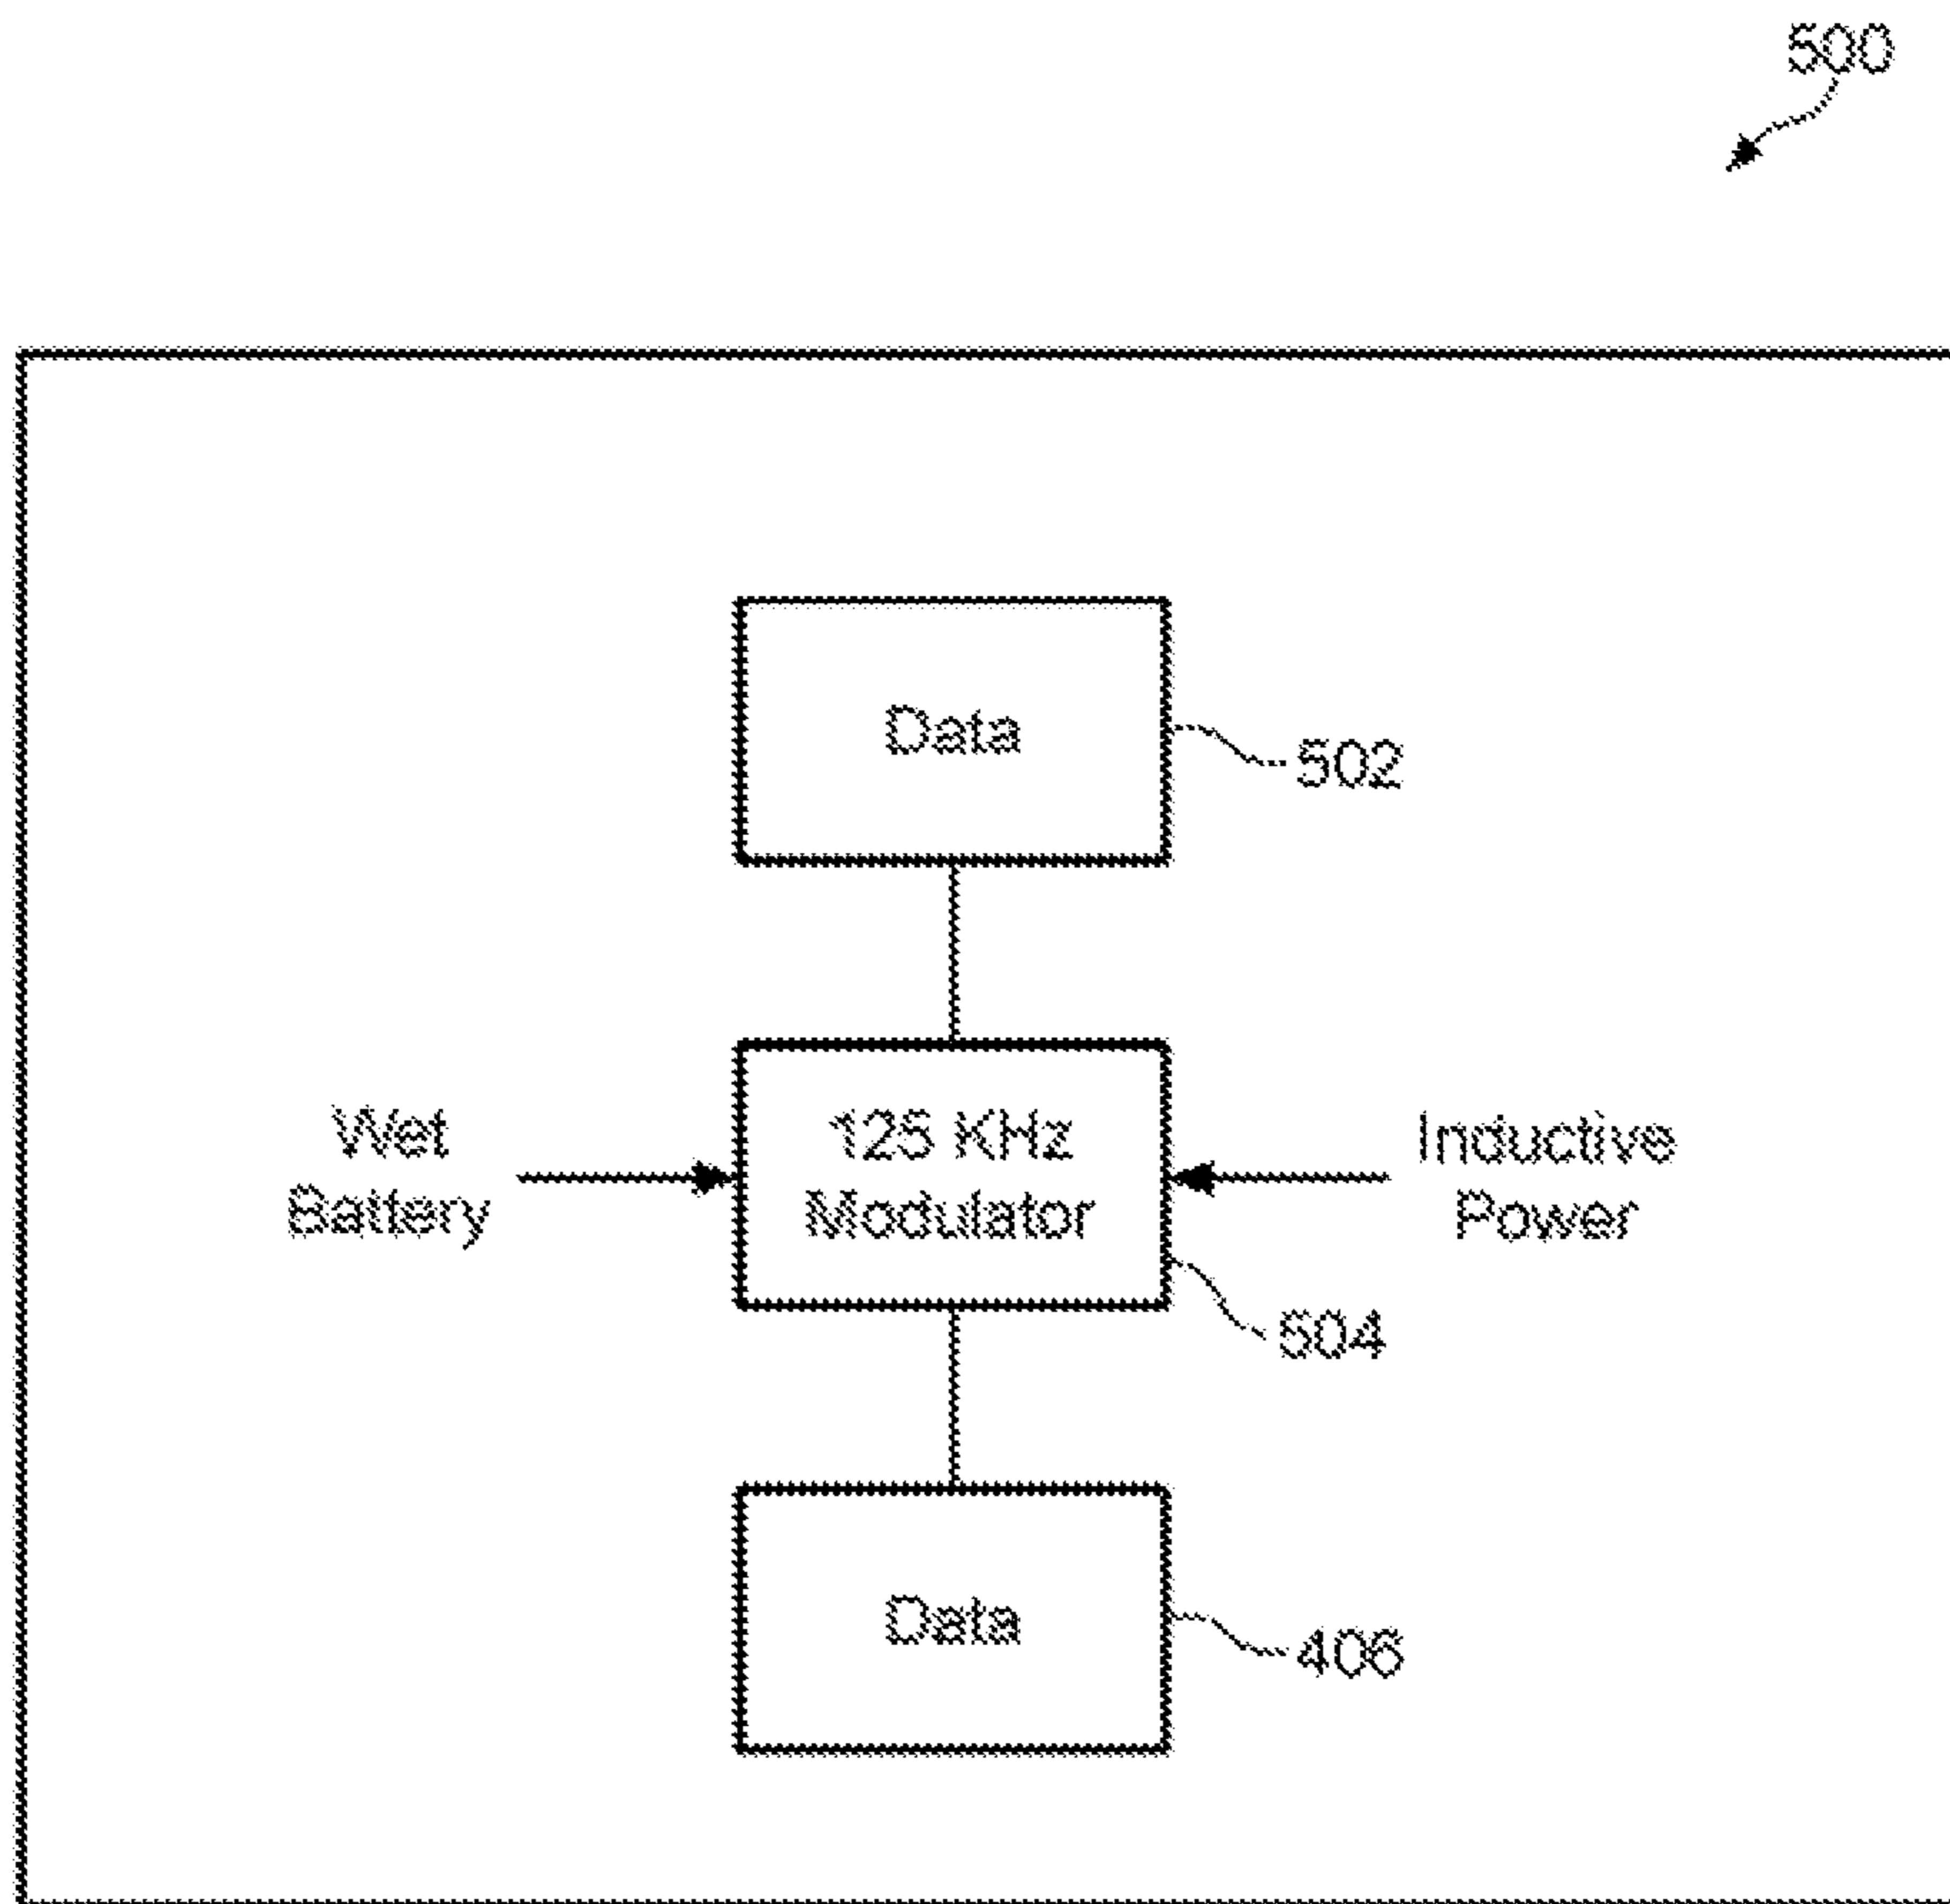 500
Data
502
Wet
Battery
125 KHz
Modulator
Inductive
Power
504
Data
406